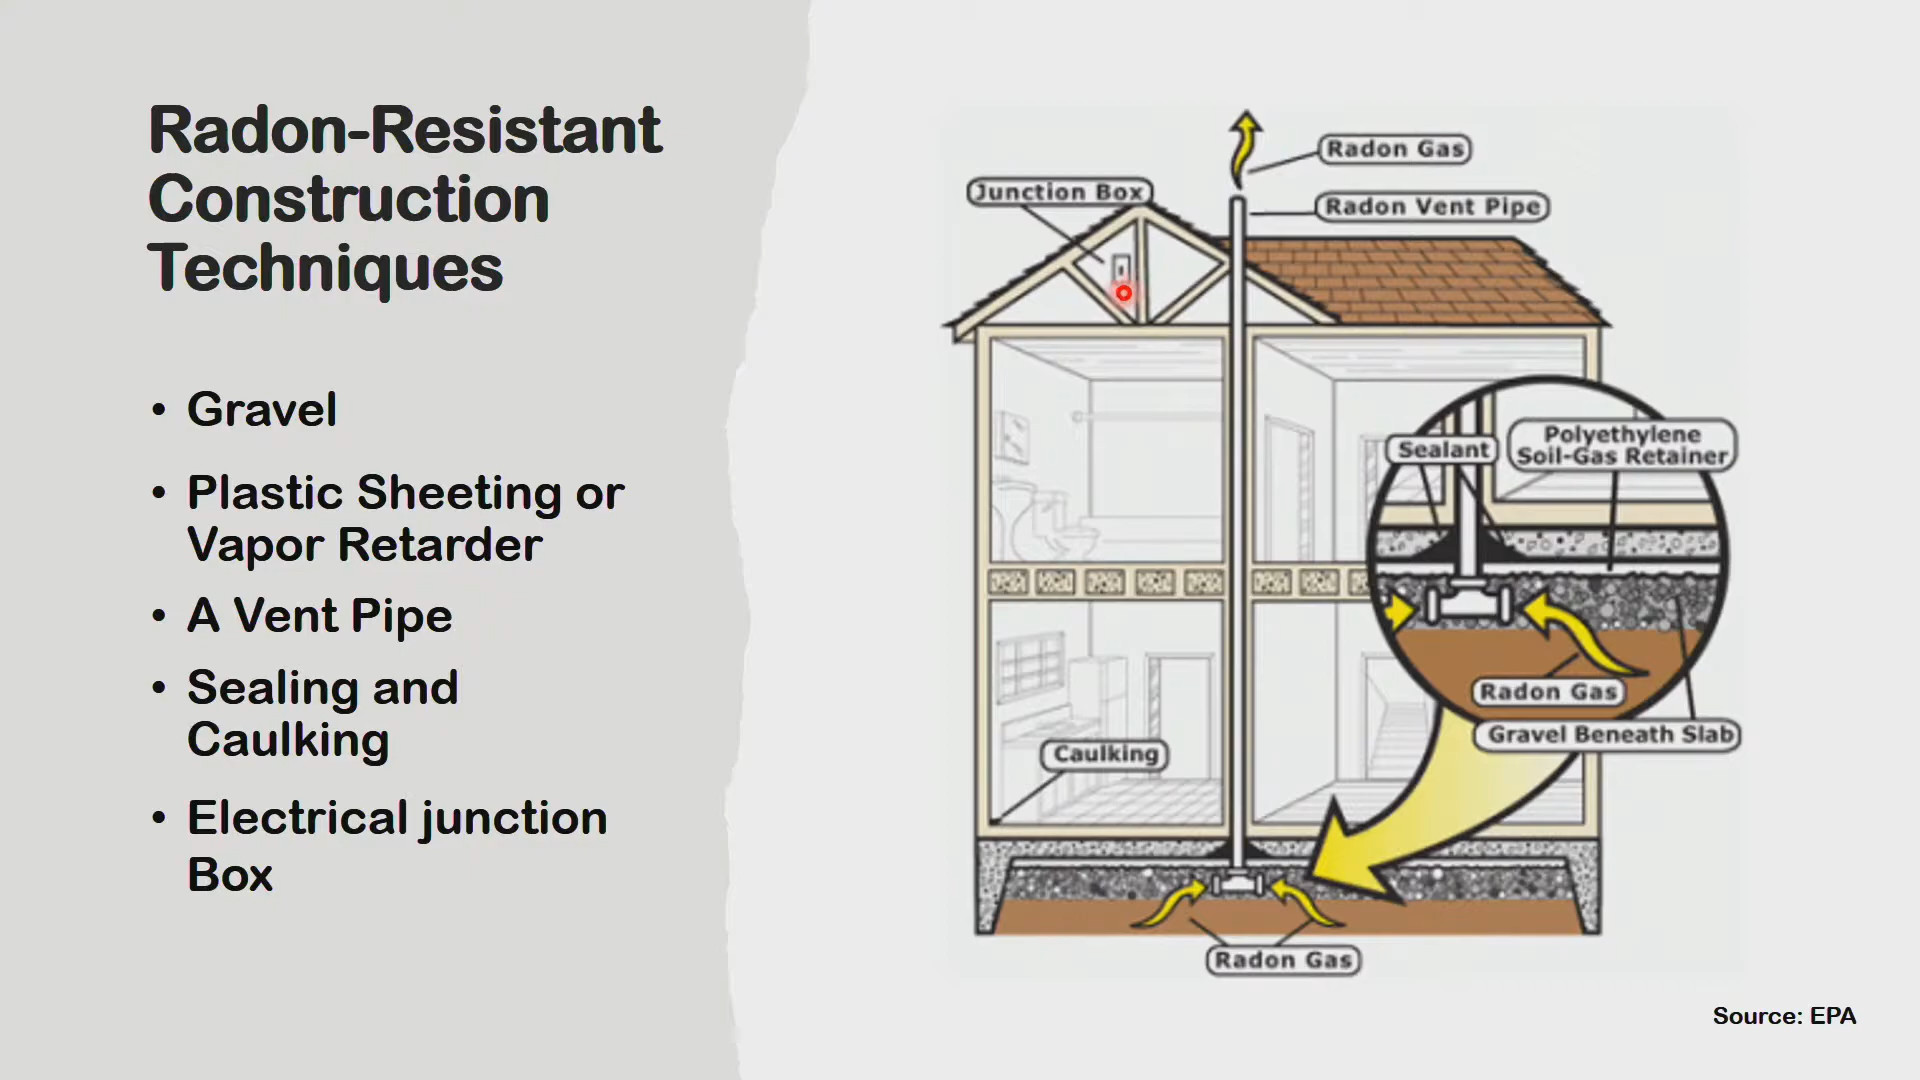 Radon-Resistant
Construction
Techniques
• Gravel
• Plastic Sheeting or
Vapor Retarder
• A Vent Pipe
• Sealing and
Caulking
• Electrical junction
Box
Radon Gas
Junction Box
Radon Vent Pipe
Sealant
Polyethylene
Soil-Gas Retainer
Radon Gas
Gravel Beneath Slab
Caulking
Radon Gas
Source: EPA